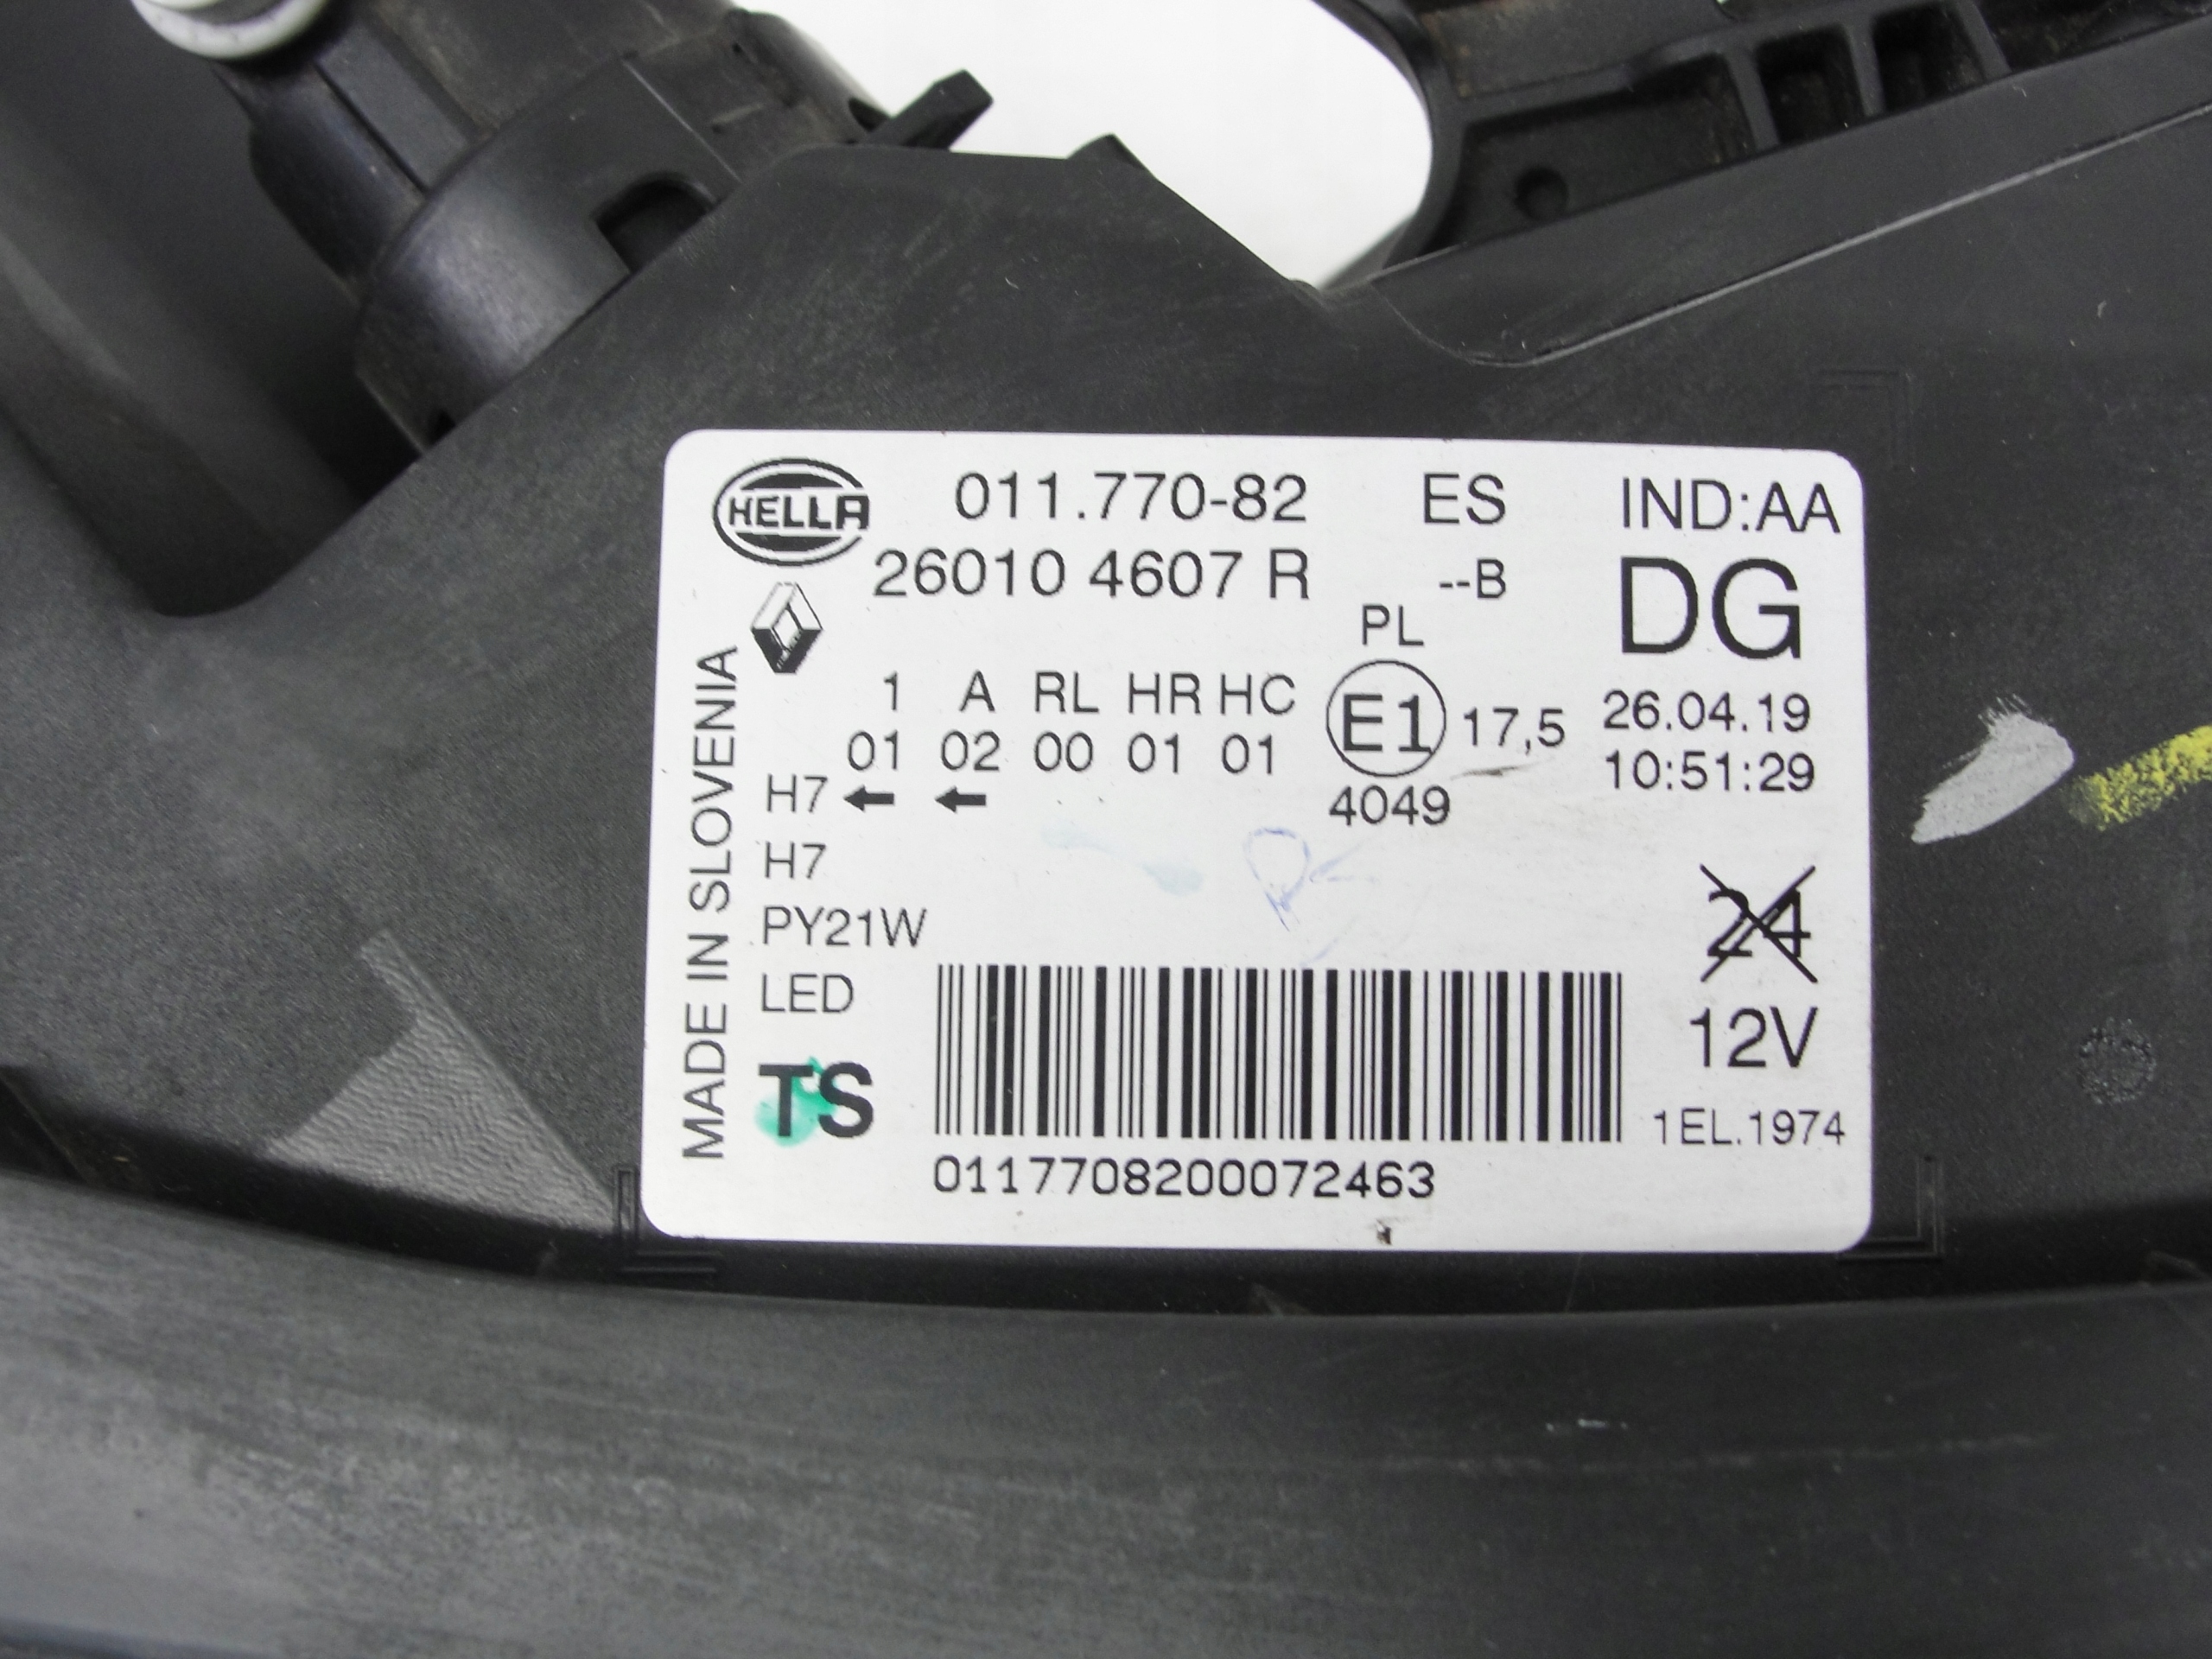 HELLA 011.770-82 ES IND:AA
26010 4607 R --B DG
PL
MADE IN SLOVENIA
1 A RL HR HC E1 17,5 26.04.19
01 02 00 01 01 10:51:29
H7 ← ← 4049
H7
PY21W 24
LED 12V
TS 1EL.1974
0117708200072463